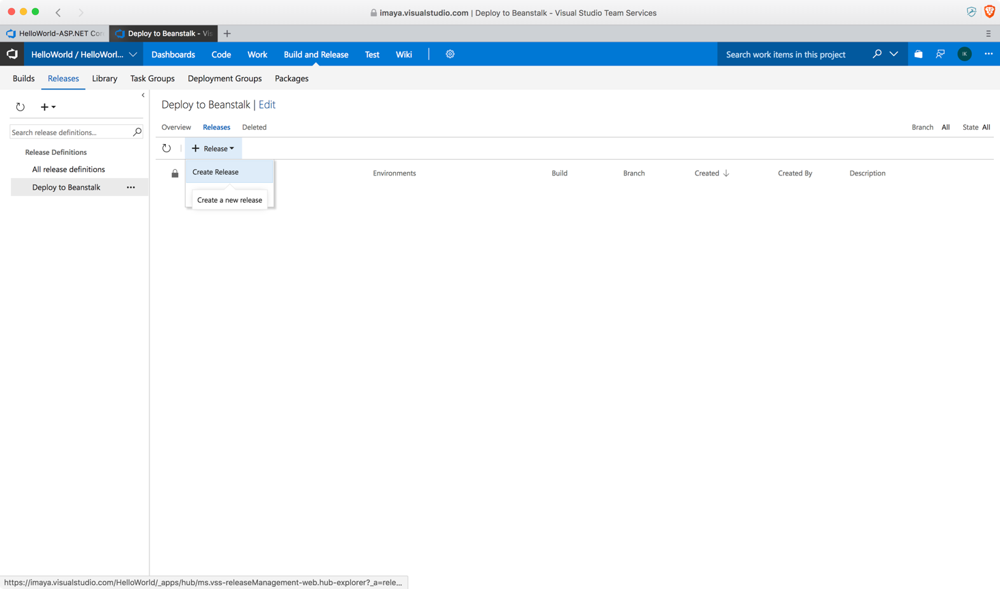 imaya.visualstudio.com | Deploy to Beanstalk - Visual Studio Team Services
HelloWorld-ASP.NET Cor
Deploy to Beanstalk - Vis
HelloWorld / HelloWorl...
Dashboards
Code
Work
Build and Release
Test
Wiki
Search work items in this project
IK
Builds
Releases
Library
Task Groups
Deployment Groups
Packages
Search release definitions...
Release Definitions
All release definitions
Deploy to Beanstalk
Deploy to Beanstalk | Edit
Overview
Releases
Deleted
Branch All
State All
Release
Create Release
Create a new release
Environments
Build
Branch
Created
Created By
Description
https://imaya.visualstudio.com/HelloWorld/_apps/hub/ms.vss-releaseManagement-web.hub-explorer?_a=rele...